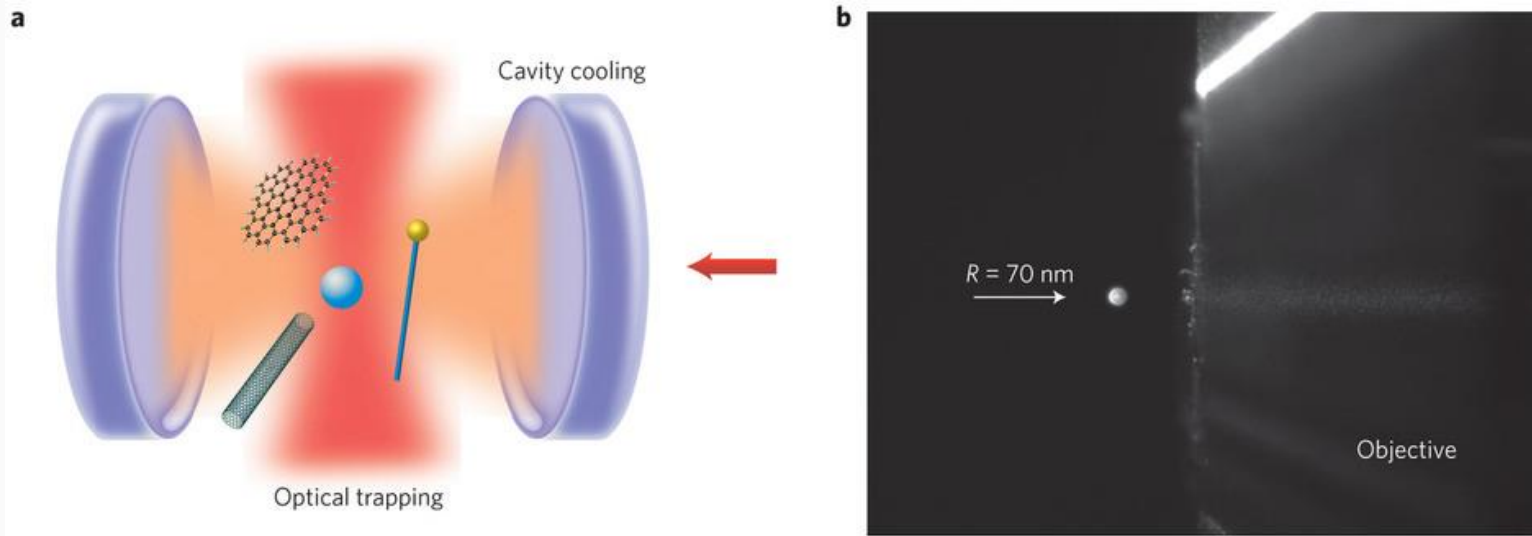 a
Cavity cooling
Optical trapping
b
R = 70 nm
Objective